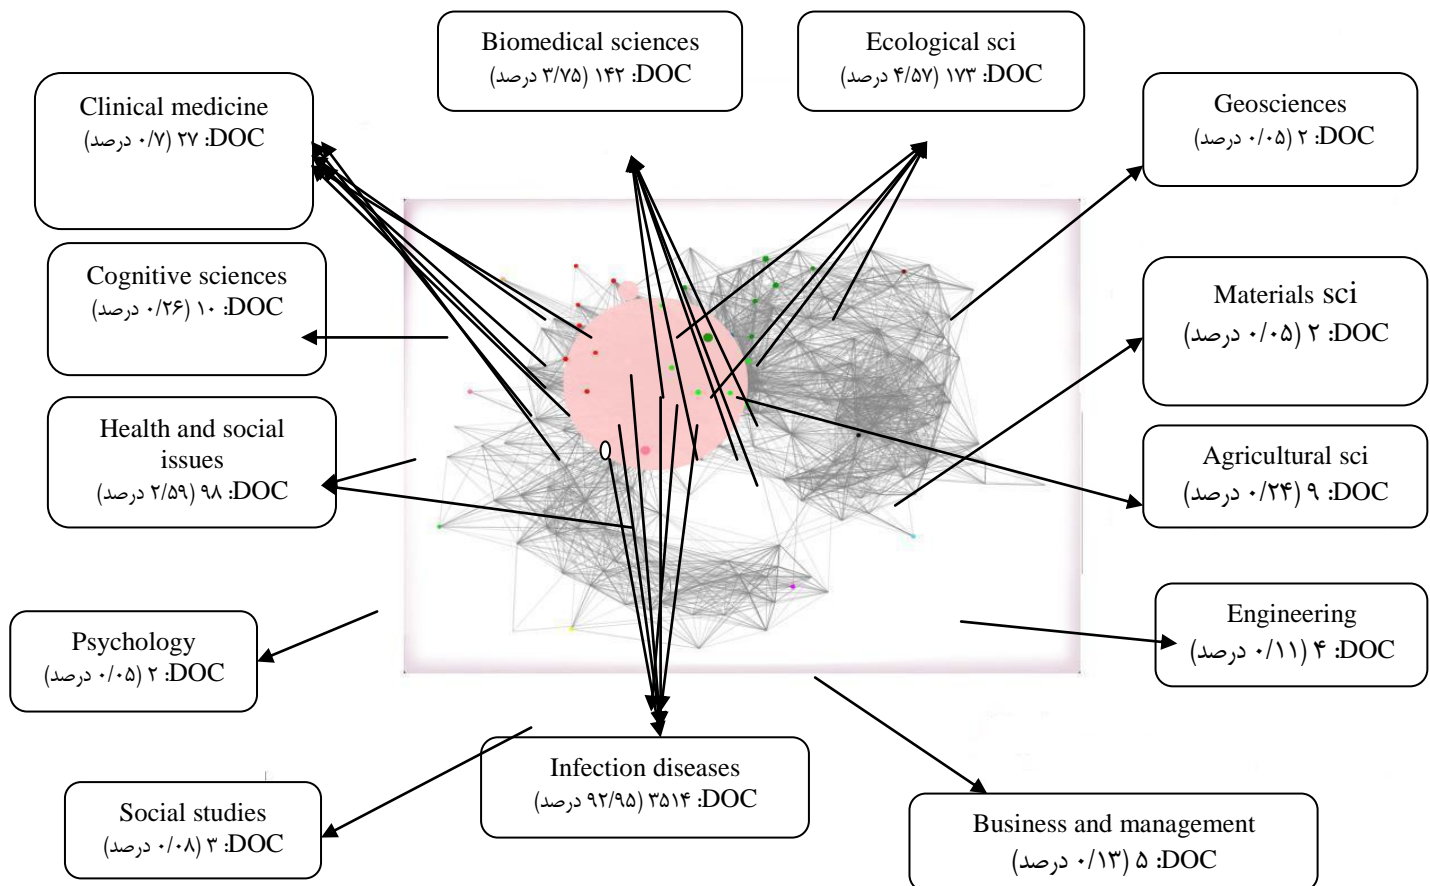 Biomedical sciences
DOC: ۱۴۲ (۳/۷۵ درصد)
Ecological sci
DOC: ۱۷۳ (۴/۵۷ درصد)
Clinical medicine
DOC: ۲۷ (۰/۷ درصد)
Geosciences
DOC: ۲ (۰/۰۵ درصد)
Cognitive sciences
DOC: ۱۰ (۰/۲۶ درصد)
Materials sci
DOC: ۲ (۰/۰۵ درصد)
Health and social
issues
DOC: ۹۸ (۲/۵۹ درصد)
Agricultural sci
DOC: ۹ (۰/۲۴ درصد)
Psychology
DOC: ۲ (۰/۰۵ درصد)
Engineering
DOC: ۴ (۰/۱۱ درصد)
Infection diseases
DOC: ۳۵۱۴ (۹۲/۹۵ درصد)
Social studies
DOC: ۳ (۰/۰۸ درصد)
Business and management
DOC: ۵ (۰/۱۳ درصد)